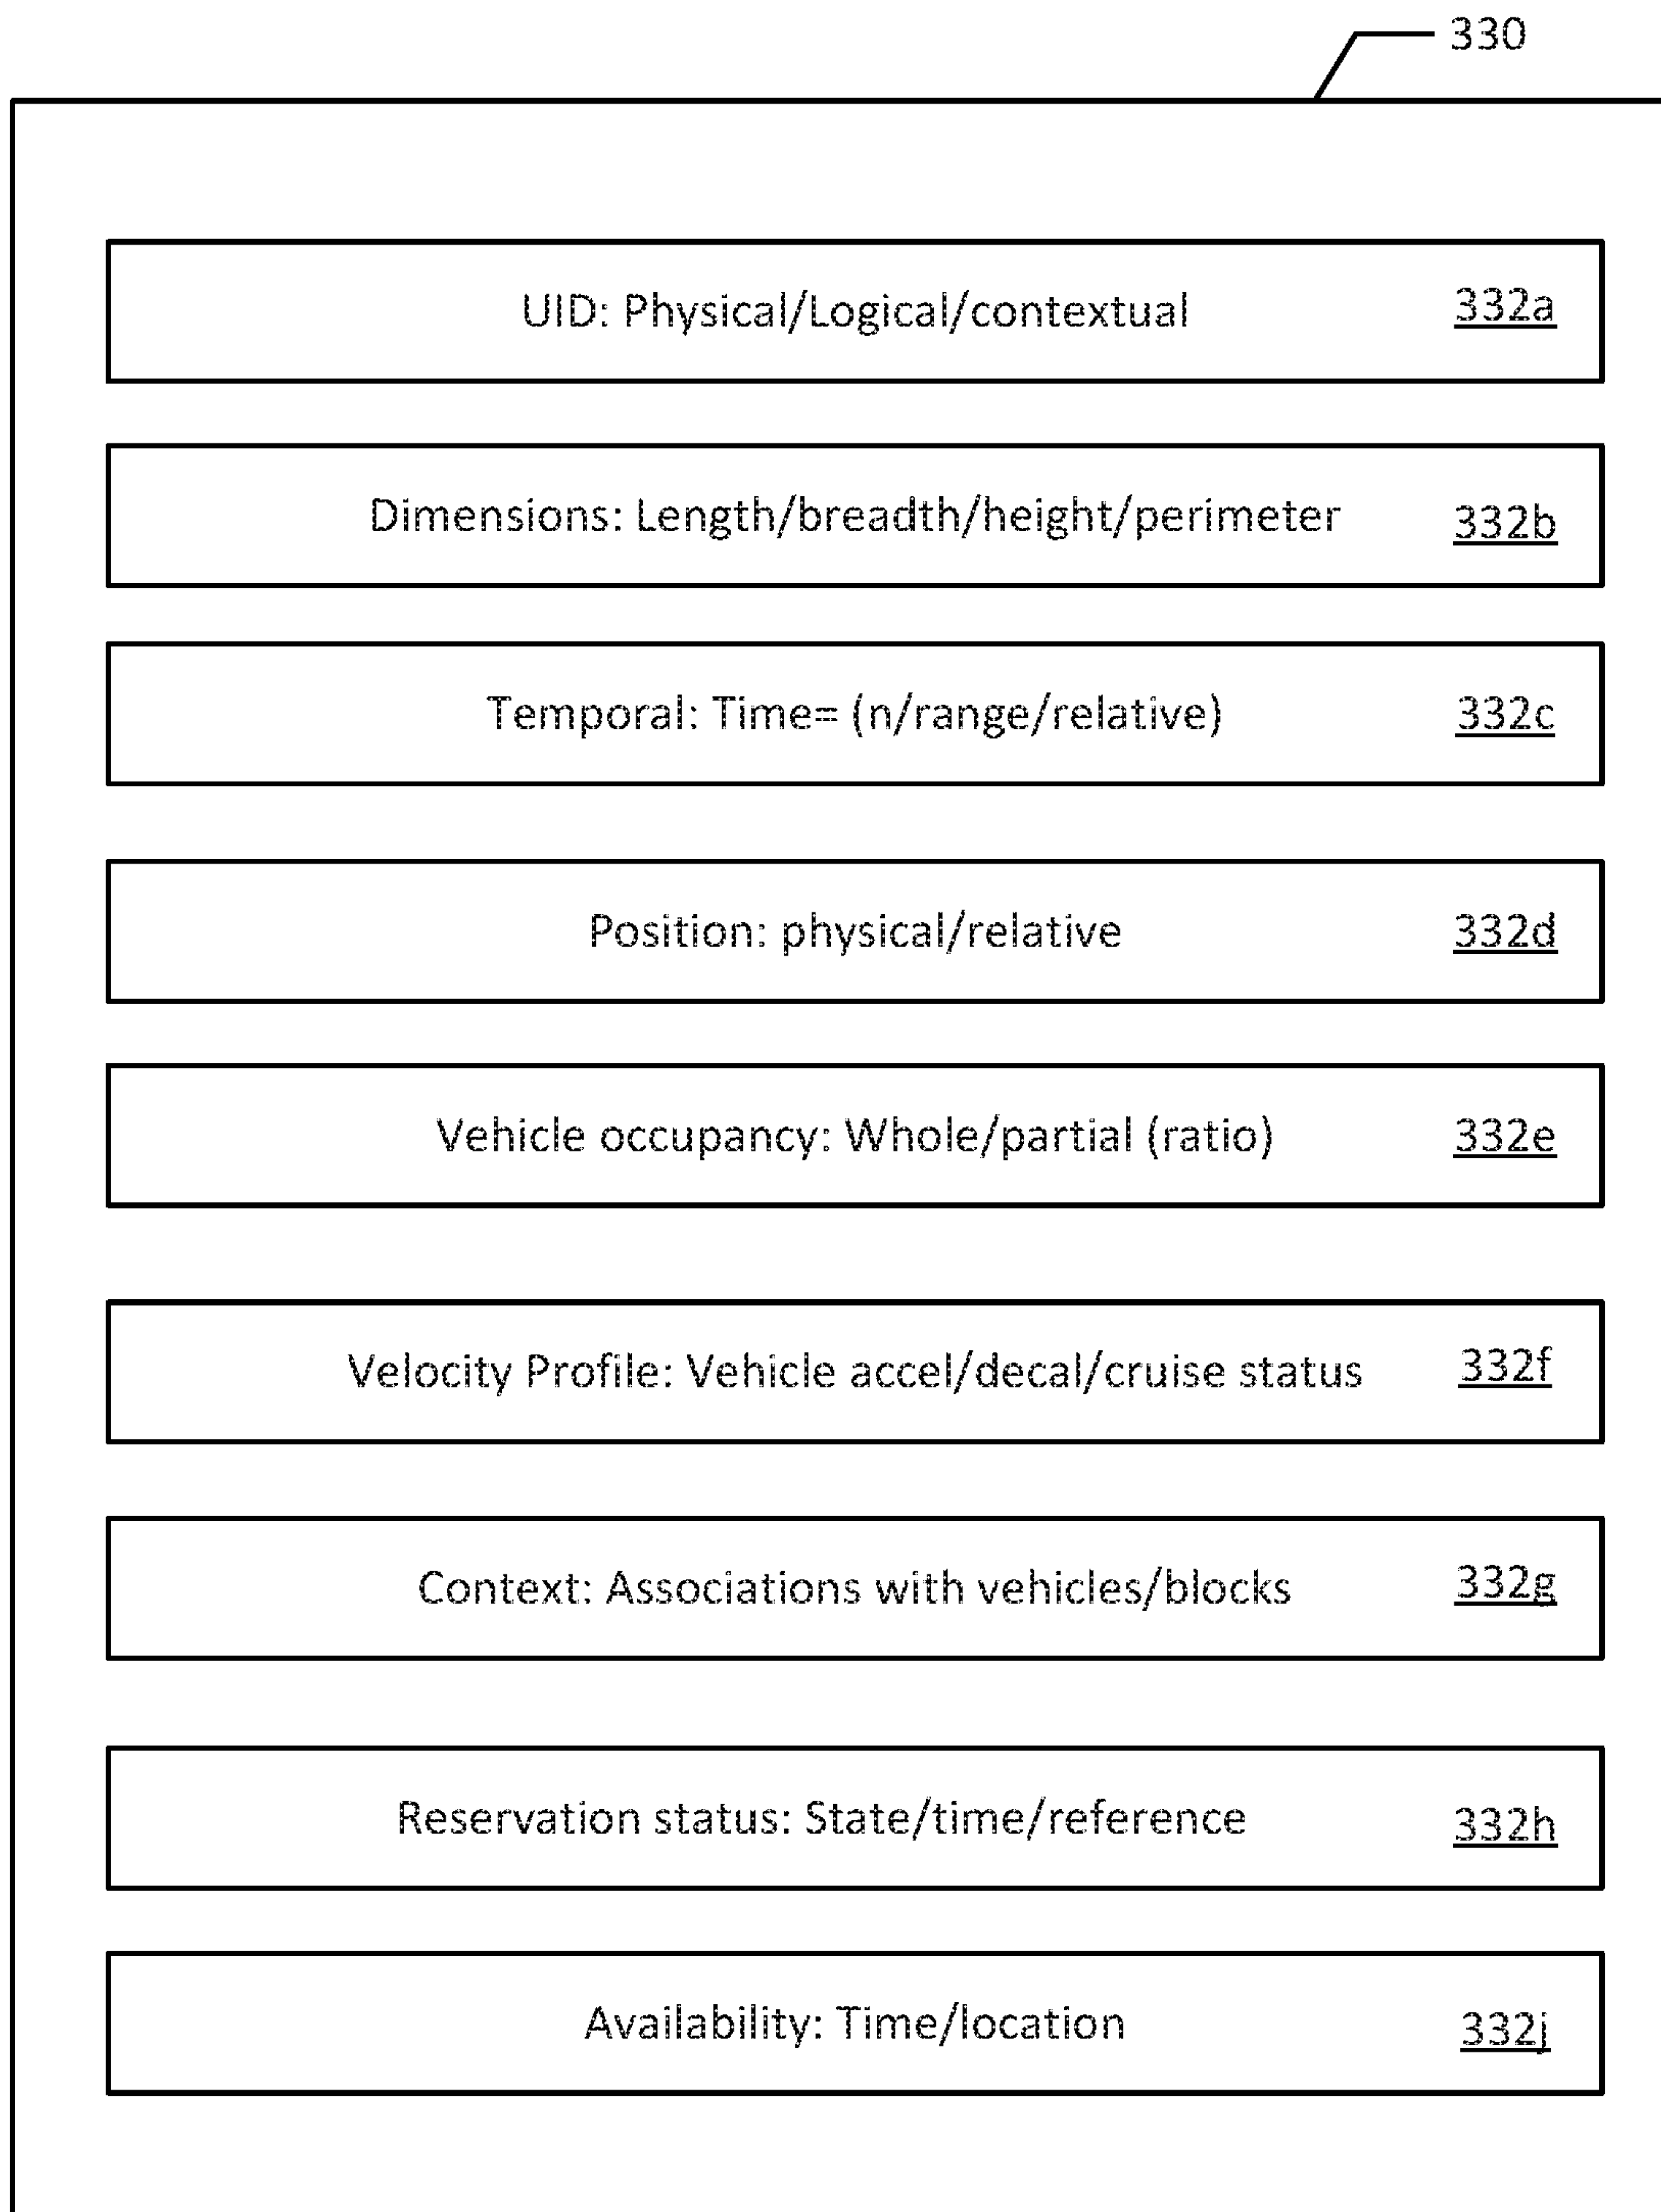 330
UID: Physical/Logical/contextual 332a
Dimensions: Length/breadth/height/perimeter 332b
Temporal: Time= (n/range/relative) 332c
Position: physical/relative 332d
Vehicle occupancy: Whole/partial (ratio) 332e
Velocity Profile: Vehicle accel/decal/cruise status 332f
Context: Associations with vehicles/blocks 332g
Reservation status: State/time/reference 332h
Availability: Time/location 332j